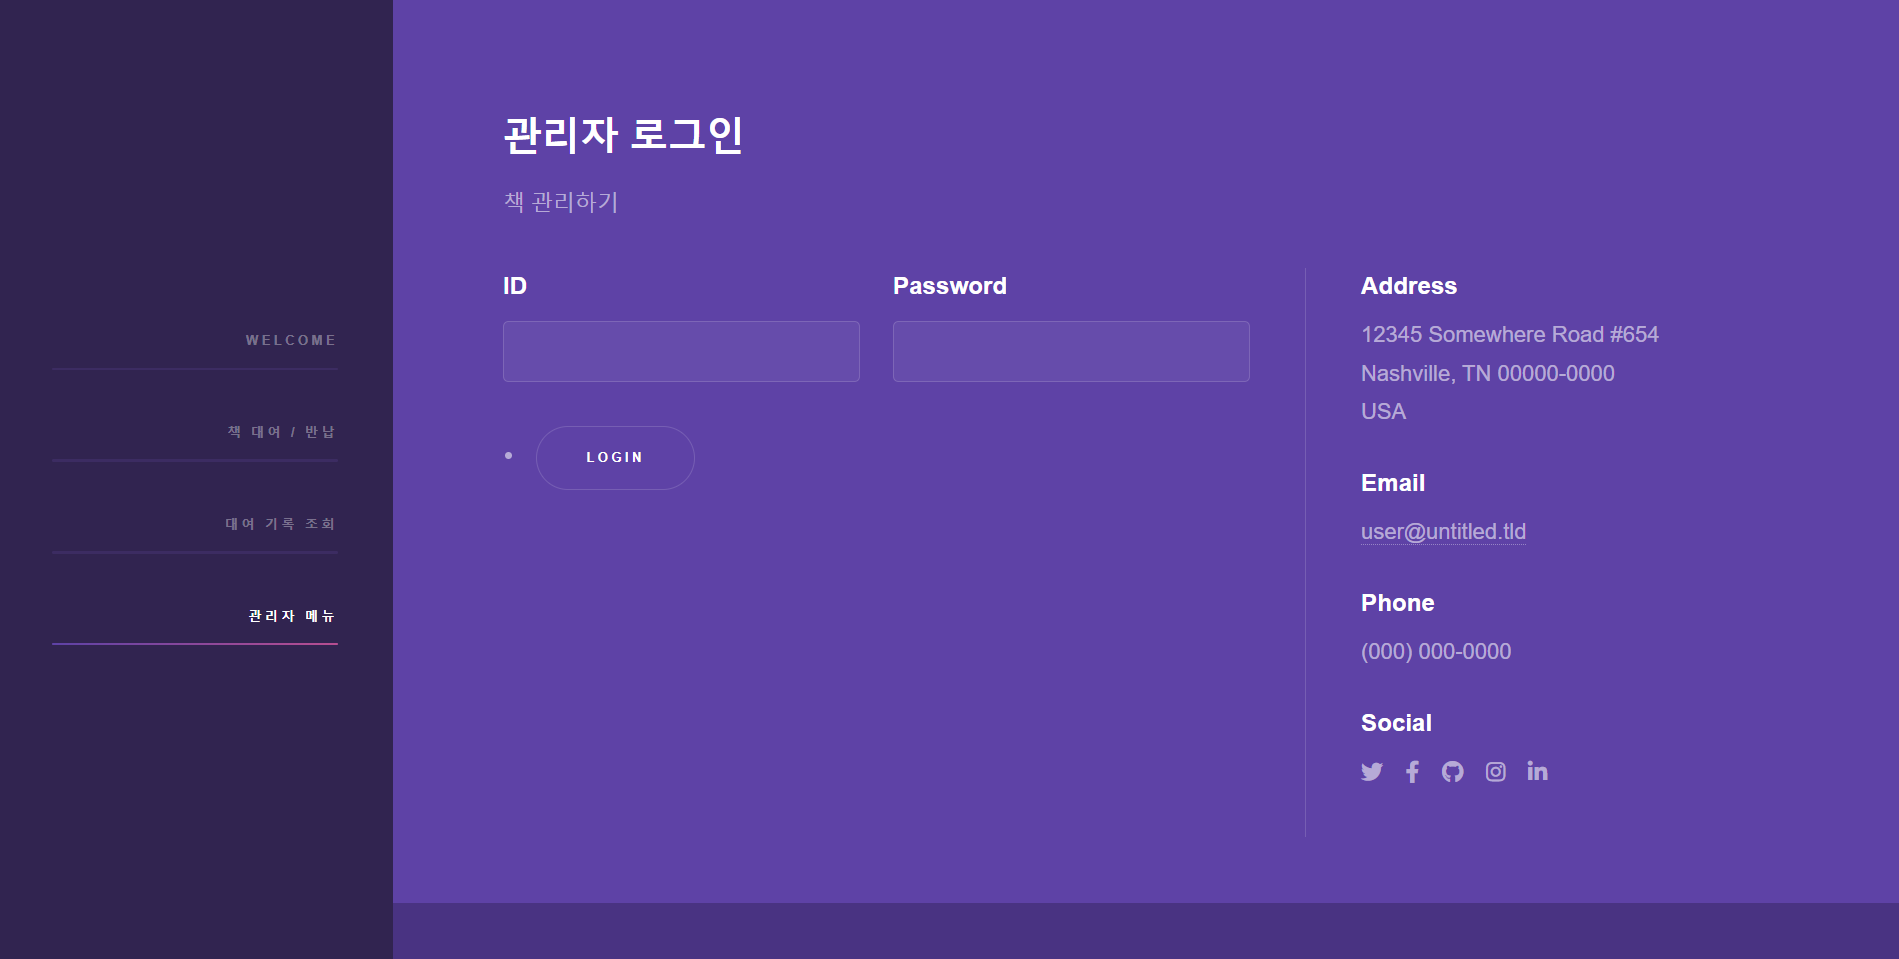 WELCOME
책 대여 / 반납
대여 기록 조회
관리자 메뉴
관리자 로그인
책 관리하기
ID
Password
LOGIN
Address
12345 Somewhere Road #654
Nashville, TN 00000-0000
USA
Email
user@untitled.tld
Phone
(000) 000-0000
Social